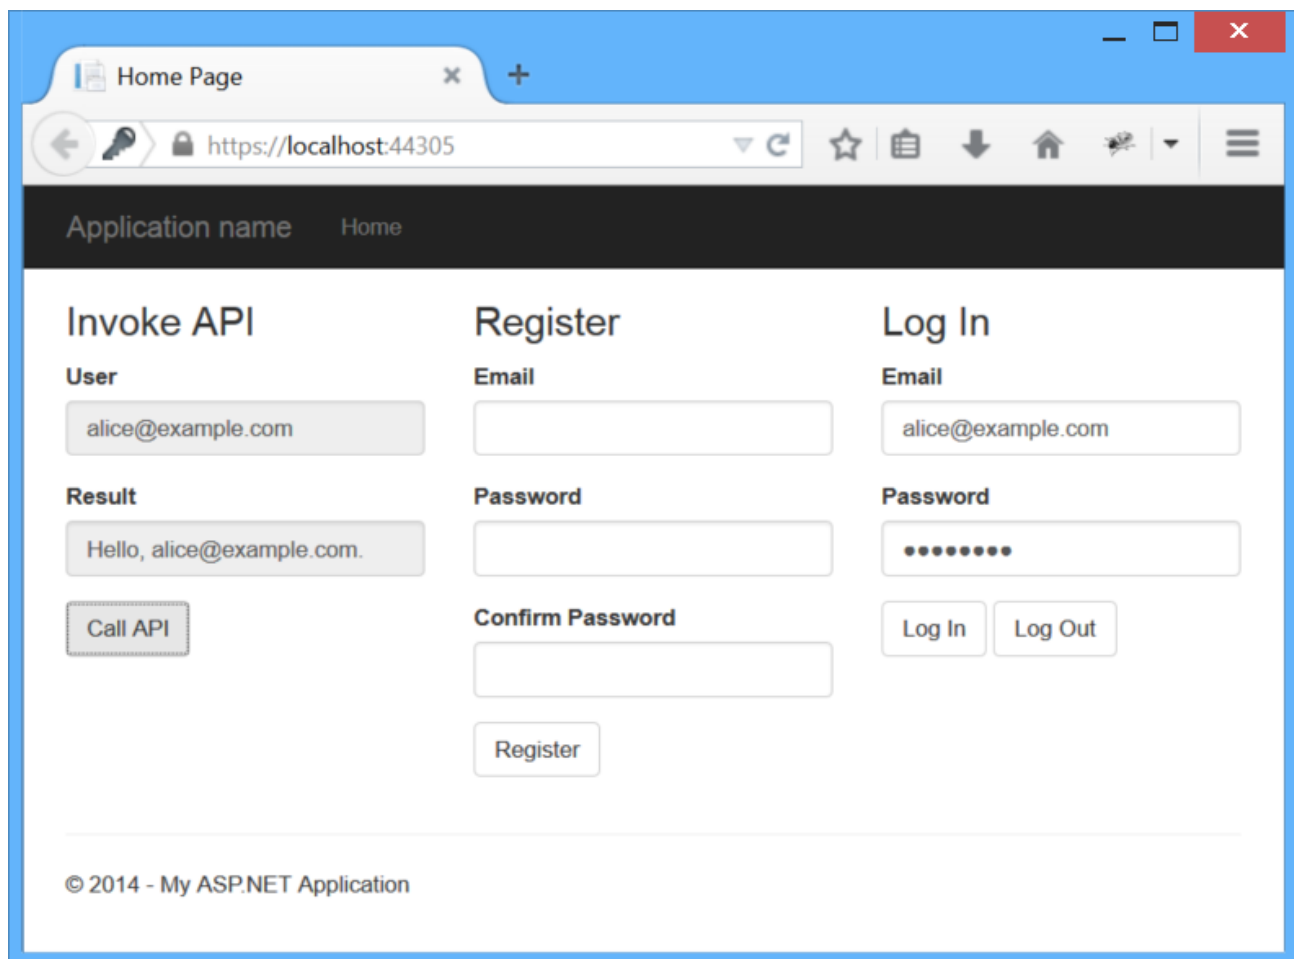 Home Page
https://localhost:44305
Application name Home
Invoke API
User
alice@example.com
Result
Hello, alice@example.com.
Call API
Register
Email
Password
Confirm Password
Register
Log In
Email
alice@example.com
Password
••••••••
Log In Log Out
© 2014 - My ASP.NET Application